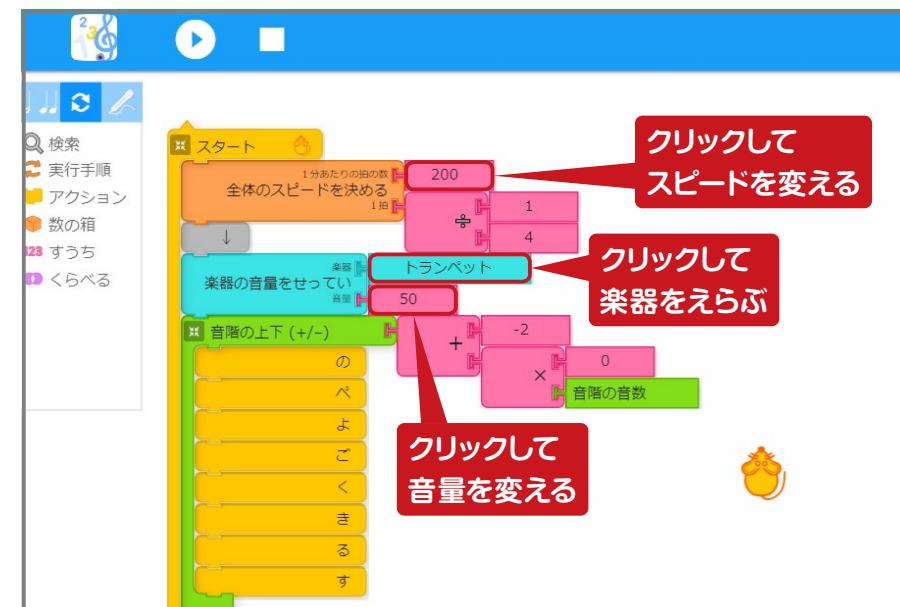 検索
実行手順
アクション
数の箱
123 すうち
くらべる
スタート
1分あたりの拍の数
200
全体のスピードを決める
1拍
÷
1
4
↓
楽器
トランペット
楽器の音量をせってい
音量
50
音階の上下 (+/-)
+
-2
×
0
音階の音数
の
ぺ
よ
ご
く
き
る
す
クリックして
スピードを変える
クリックして
楽器をえらぶ
クリックして
音量を変える